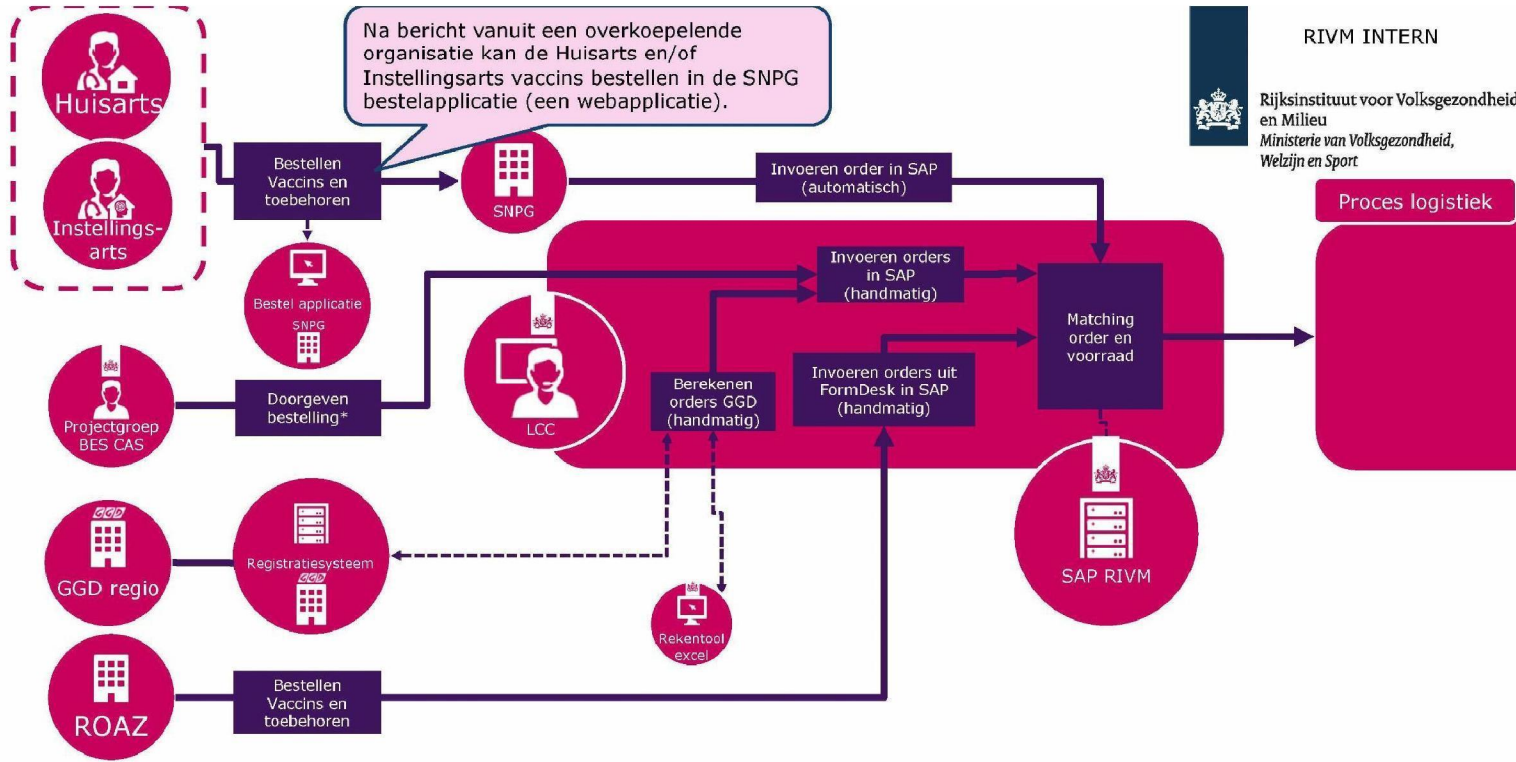 Huisarts
Instellings-
arts
Na bericht vanuit een overkoepelende
organisatie kan de Huisarts en/of
Instellingsarts vaccins bestellen in de SNPG
bestelapplicatie (een webapplicatie).
RIVM INTERN
Rijksinstituut voor Volksgezondheid
en Milieu
Ministerie van Volksgezondheid,
Welzijn en Sport
Bestellen
Vaccins en
toebehoren
SNPG
Invoeren order in SAP
(automatisch)
Proces logistiek
Bestel applicatie
SNPG
Invoeren orders
in SAP
(handmatig)
Matching
order en
voorraad
LCC
Projectgroep
BES CAS
Doorgeven
bestelling*
Berekenen
orders GGD
(handmatig)
Invoeren orders uit
FormDesk in SAP
(handmatig)
SAP RIVM
GGD
GGD regio
Registratiesysteem
GGD
Rekentool
excel
ROAZ
Bestellen
Vaccins en
toebehoren